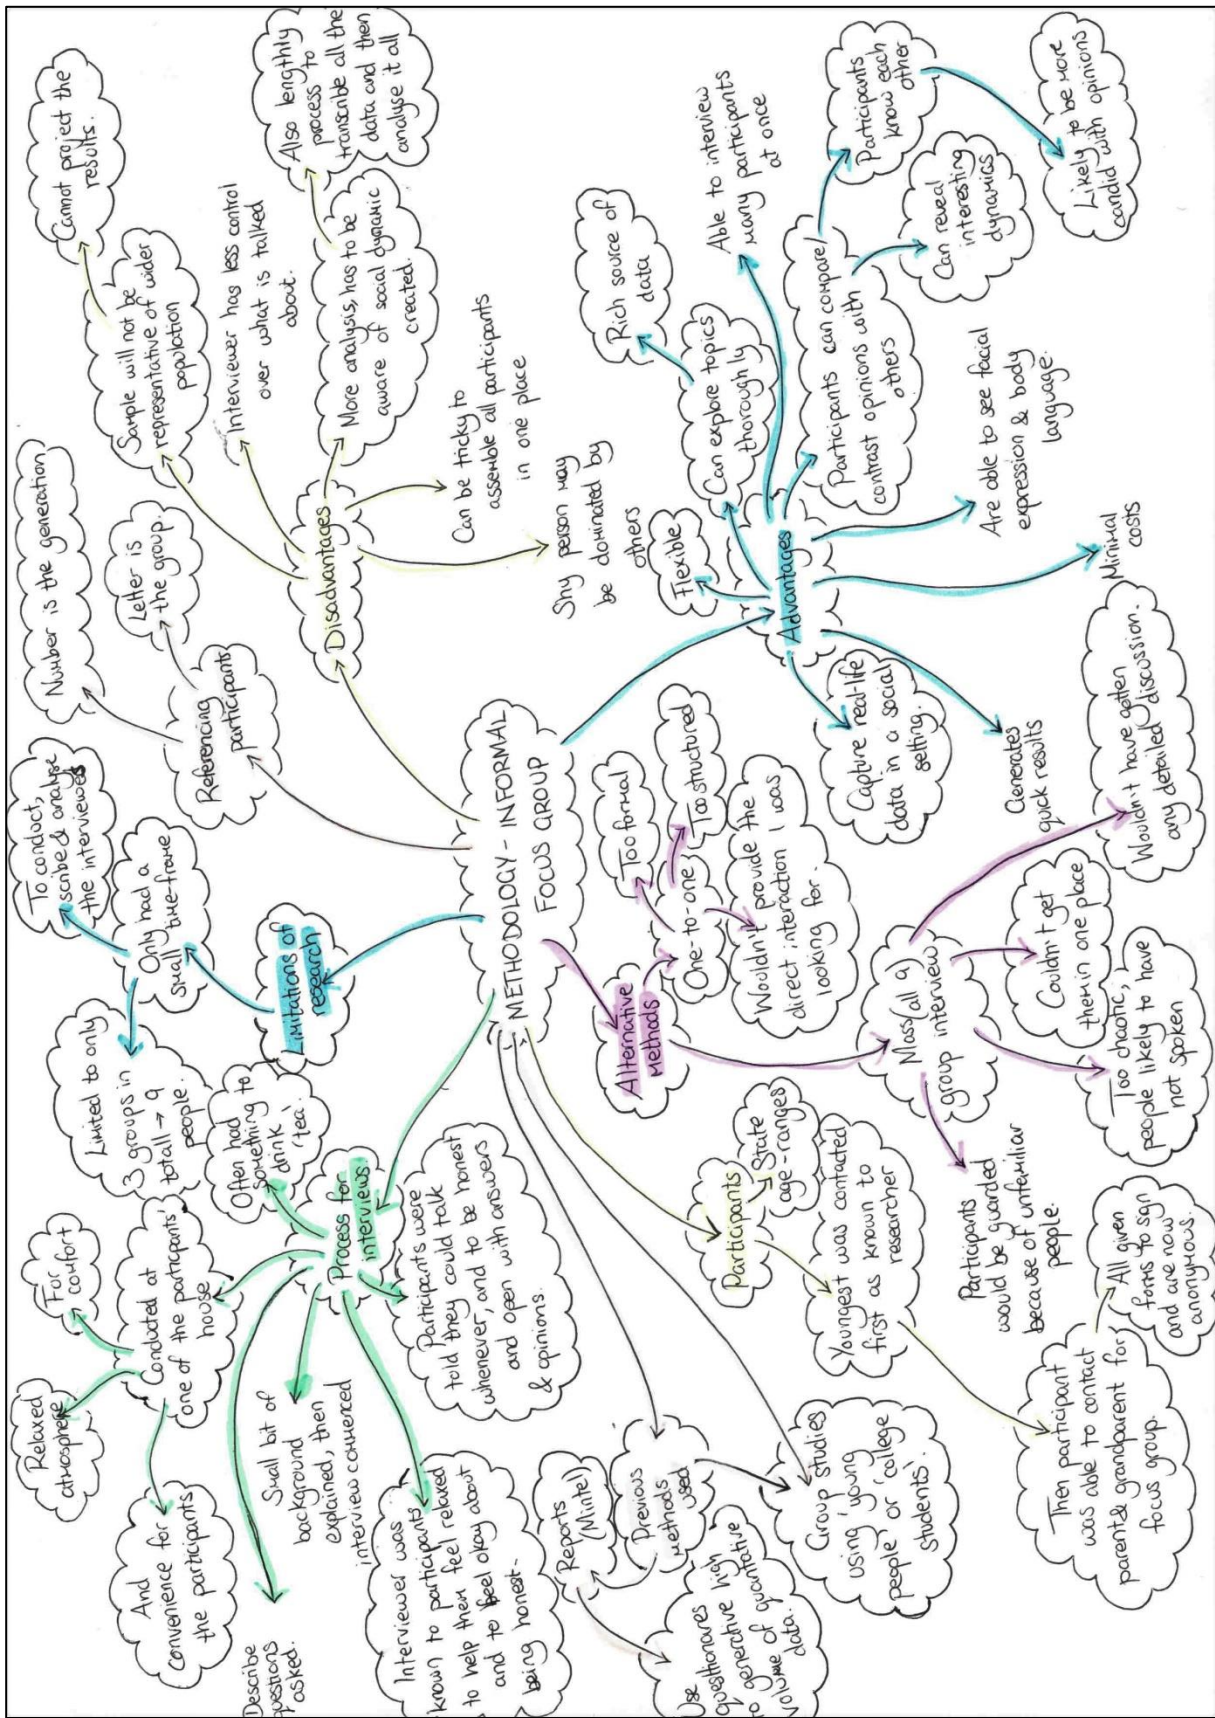 METHODOLOGY - INFORMAL
FOCUS GROUP
Limitations of
research
Only had a
small time-frame
To conduct,
scribe & analyse
the interviewes
Limited to only
3 groups in
totall → 9
people.
Referencing
participants
Number is the generation
Letter is
the group.
Disadvantages
Sample will not be
representative of wider
population
Cannot project the
results.
Interviewer has less control
over what is talked
about.
More analysis, has to be
aware of social dynamic
created.
Also lengthly
process to
transcribe all the
data and then
analyse it all
Can be tricky to
assemble all participants
in one place
Shy person may
be dominated by
others
Advantages
Flexible
Can explore topics
thoroughly
Rich source of
data
Able to interview
many participants
at once
Participants can compare/
contrast opinions with
others
Participants
know each
other
Likely to be more
candid with opinions
Can reveal
interesting
dynamics
Are able to see facial
expression & body
language.
Minimal
costs
Generates
quick results
Capture real-life
data in a social
setting.
Alternative
Methods
One-to-one
Too formal
Too structured
Wouldn't provide the
direct interaction I was
looking for.
Mass (all 9)
group interview
Wouldn't have gotten
any detailed discussion.
Couldn't get
them in one place
Too chaotic,
people likely to have
not spoken
Participants
would be guarded
because of unfamiliar
people.
Participants
State
age-ranges
Youngest was contacted
first as known to
researcher
Then participant
was able to contact
parent & grandparent for
focus group.
All given
forms to sign
and are now
anonymous.
Previous
methods
used
Reports
(Mintel)
Use
questionares
to generative high
volume of quantative
data.
Group studies
using 'young
people' or 'college
students'.
Process for
interviews
Often had
something to
drink
'tea'.
Conducted at
one of the participants'
house
For
comfort
Relaxed
atmosphere
And
convenience for
the participants
Describe
questions
asked.
Small bit of
background
explained, then
interview commenced
Interviewer was
known to participants
to help them feel relaxed
and to feel okay about
being honest-
Participants were
told they could talk
whenever, and to be honest
and open with answers
& opinions.